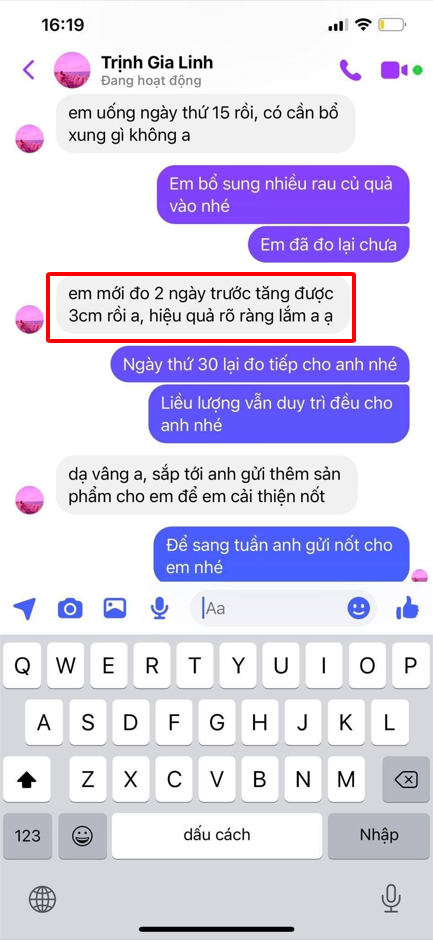 16:19
Trịnh Gia Linh
Đang hoạt động
em uống ngày thứ 15 rồi, có cần bổ
xung gì không a
Em bổ sung nhiều rau củ quả
vào nhé
Em đã đo lại chưa
em mới đo 2 ngày trước tăng được
3cm rồi a, hiệu quả rõ ràng lắm a ạ
Ngày thứ 30 lại đo tiếp cho anh nhé
Liều lượng vẫn duy trì đều cho
anh nhé
dạ vâng a, sắp tới anh gửi thêm sản
phẩm cho em để em cải thiện nốt
Để sang tuần anh gửi nốt cho
em nhé
Aa
Q W E R T Y U I O P
A S D F G H J K L
Z X C V B N M
123 dấu cách Nhập